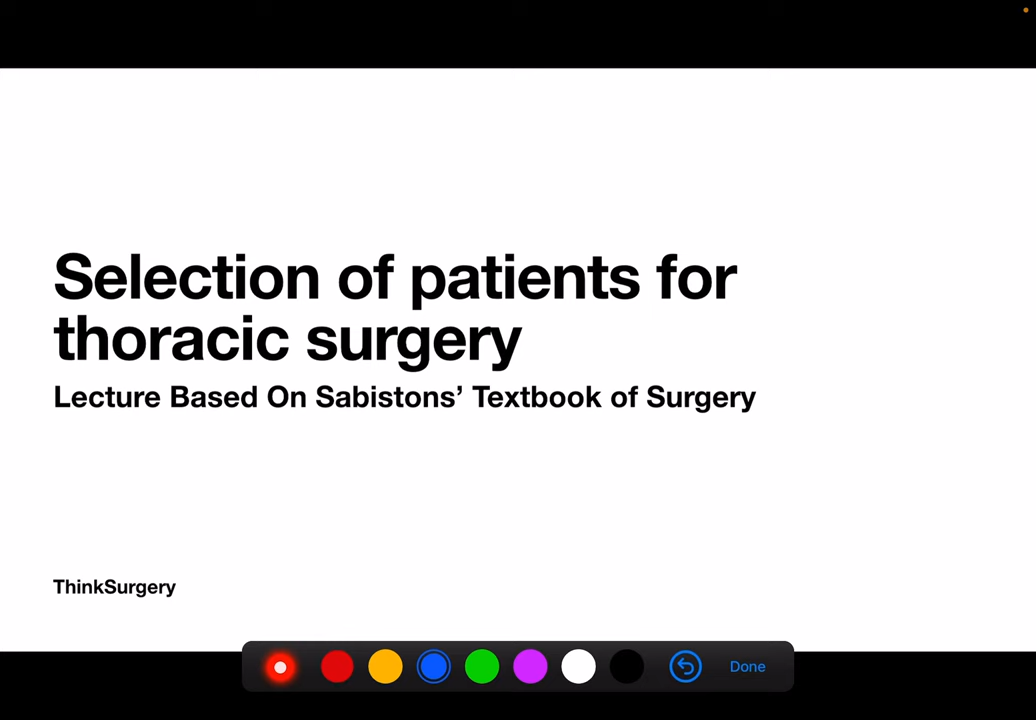 Selection of patients for
thoracic surgery
Lecture Based On Sabistons’ Textbook of Surgery
ThinkSurgery
Done